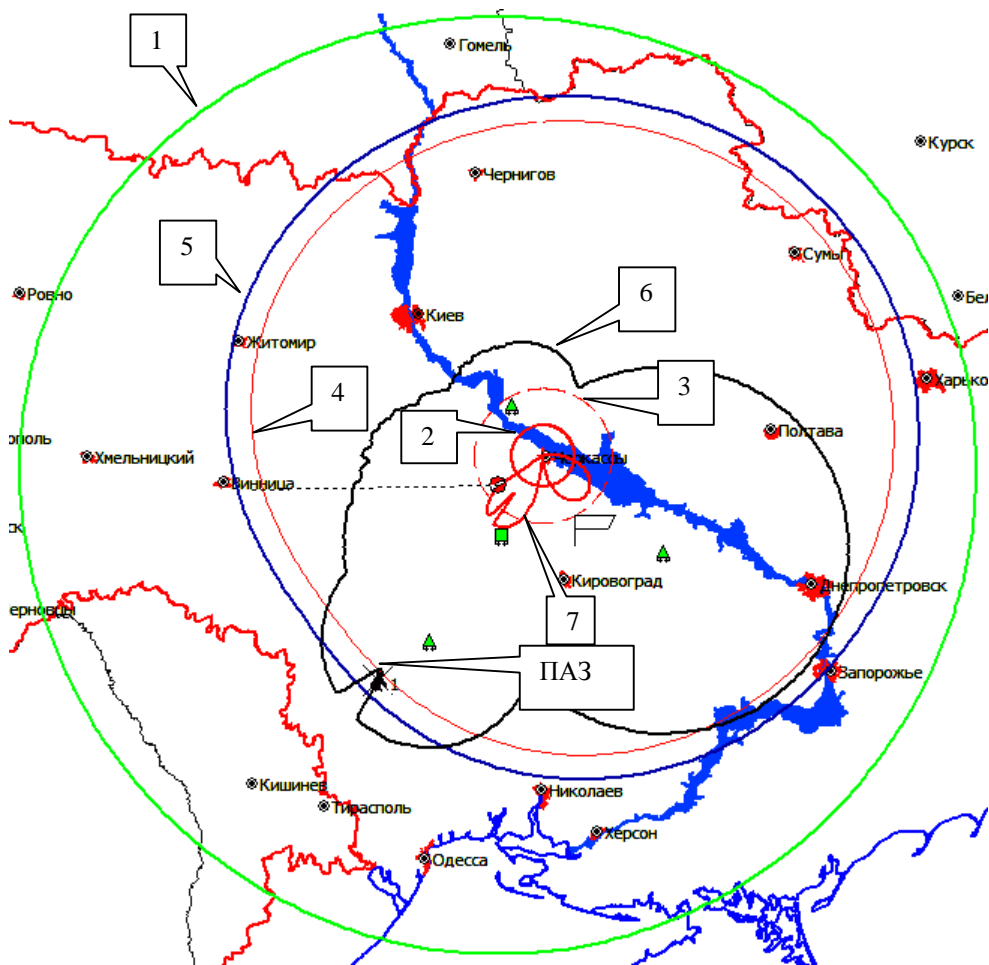 1
Гомель
Курск
Чернигов
5
Сумы
Ровно
6
Бел
Киев
Житомир
4
3
Харько
2
Полтава
ополь
Хмельницкий
Черкассы
Винница
ск
Кировоград
Днепропетровск
ерновцы
7
ПАЗ
1
Запорожье
Кишинев
Николаев
Тирасполь
Херсон
Одесса